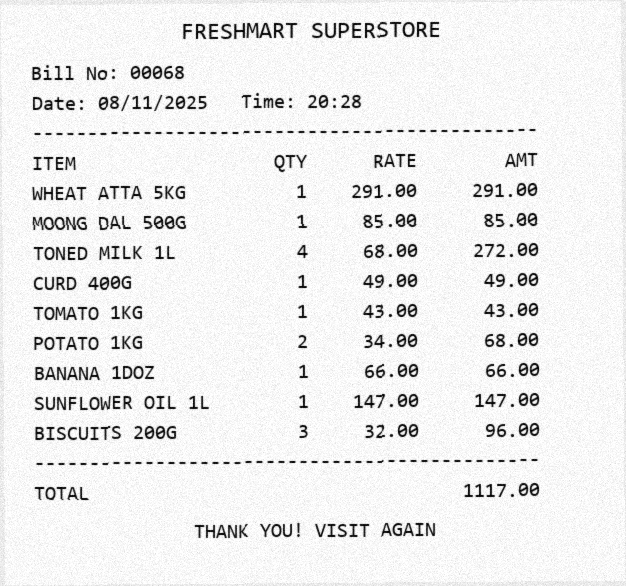 FRESHMART SUPERSTORE
Bill No: 00068
Date: 08/11/2025 Time: 20:28
------------------------------------------------
ITEM QTY RATE AMT
WHEAT ATTA 5KG 1 291.00 291.00
MOONG DAL 500G 1 85.00 85.00
TONED MILK 1L 4 68.00 272.00
CURD 400G 1 49.00 49.00
TOMATO 1KG 1 43.00 43.00
POTATO 1KG 2 34.00 68.00
BANANA 1DOZ 1 66.00 66.00
SUNFLOWER OIL 1L 1 147.00 147.00
BISCUITS 200G 3 32.00 96.00
------------------------------------------------
TOTAL 1117.00
THANK YOU! VISIT AGAIN